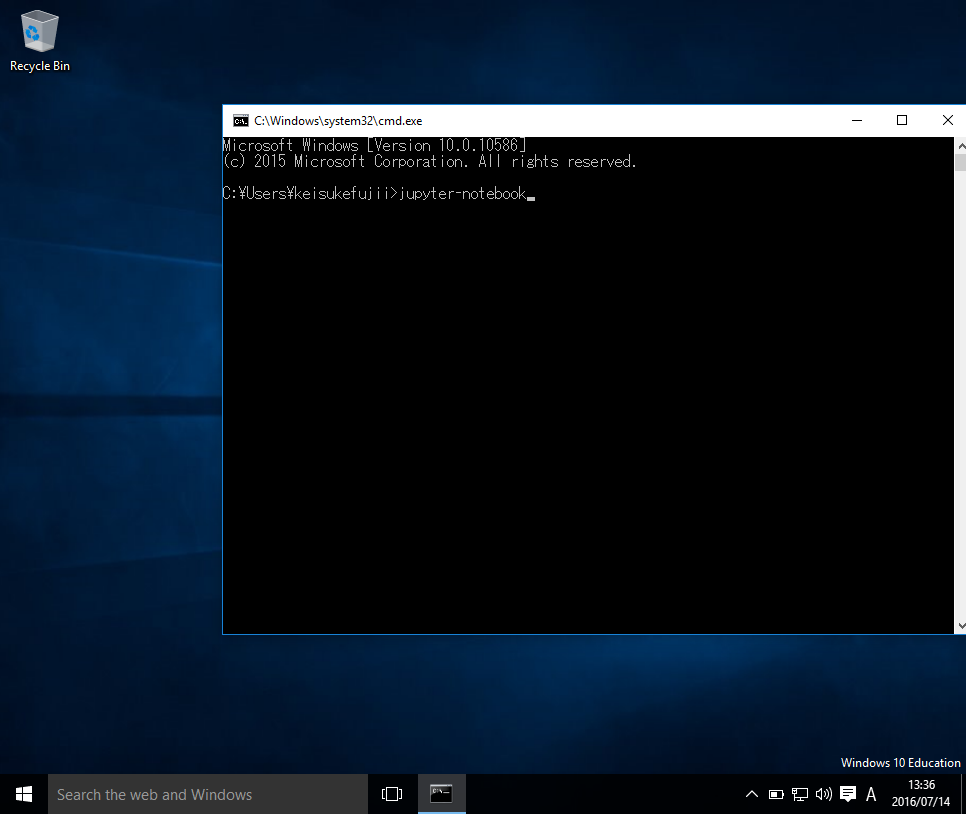 Recycle Bin
C:\Windows\system32\cmd.exe
Microsoft Windows [Version 10.0.10586]
(c) 2015 Microsoft Corporation. All rights reserved.
C:¥Users¥keisukefujii>jupyter-notebook
Windows 10 Education
Search the web and Windows
A
13:36
2016/07/14